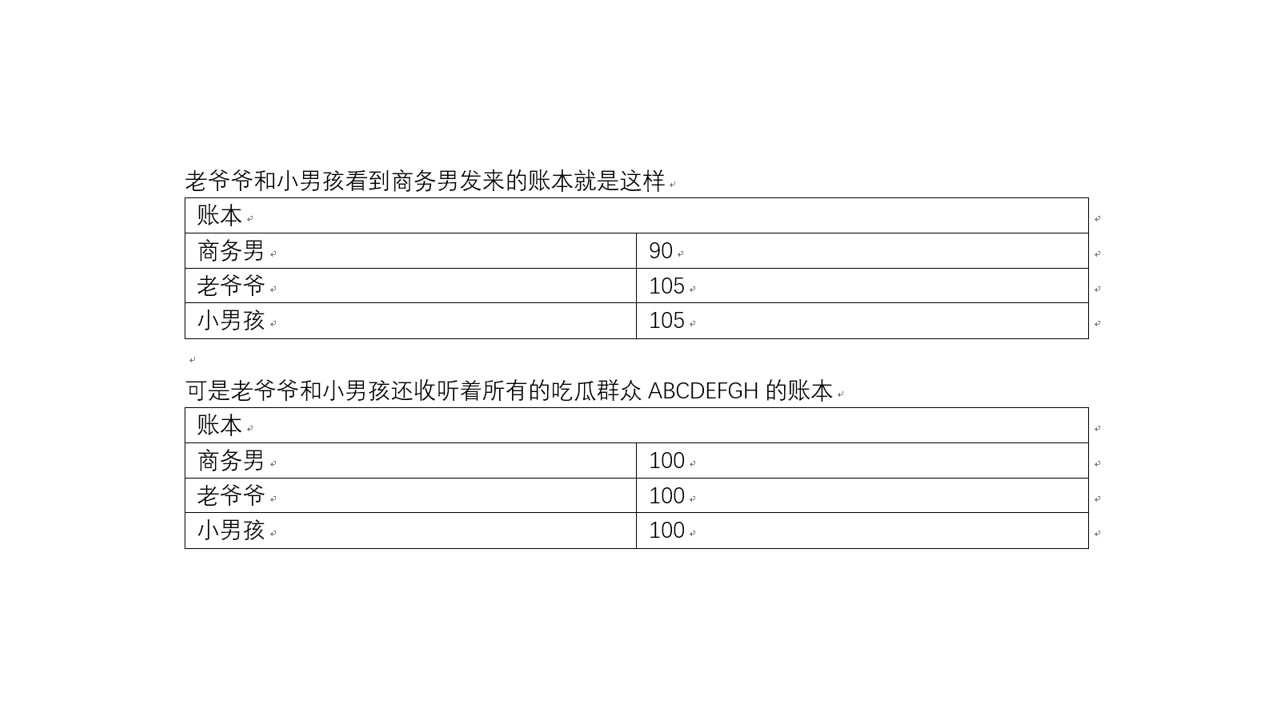 老爷爷和小男孩看到商务男发来的账本就是这样
账本
商务男 90
老爷爷 105
小男孩 105
可是老爷爷和小男孩还收听着所有的吃瓜群众 ABCDEFGH 的账本
账本
商务男 100
老爷爷 100
小男孩 100